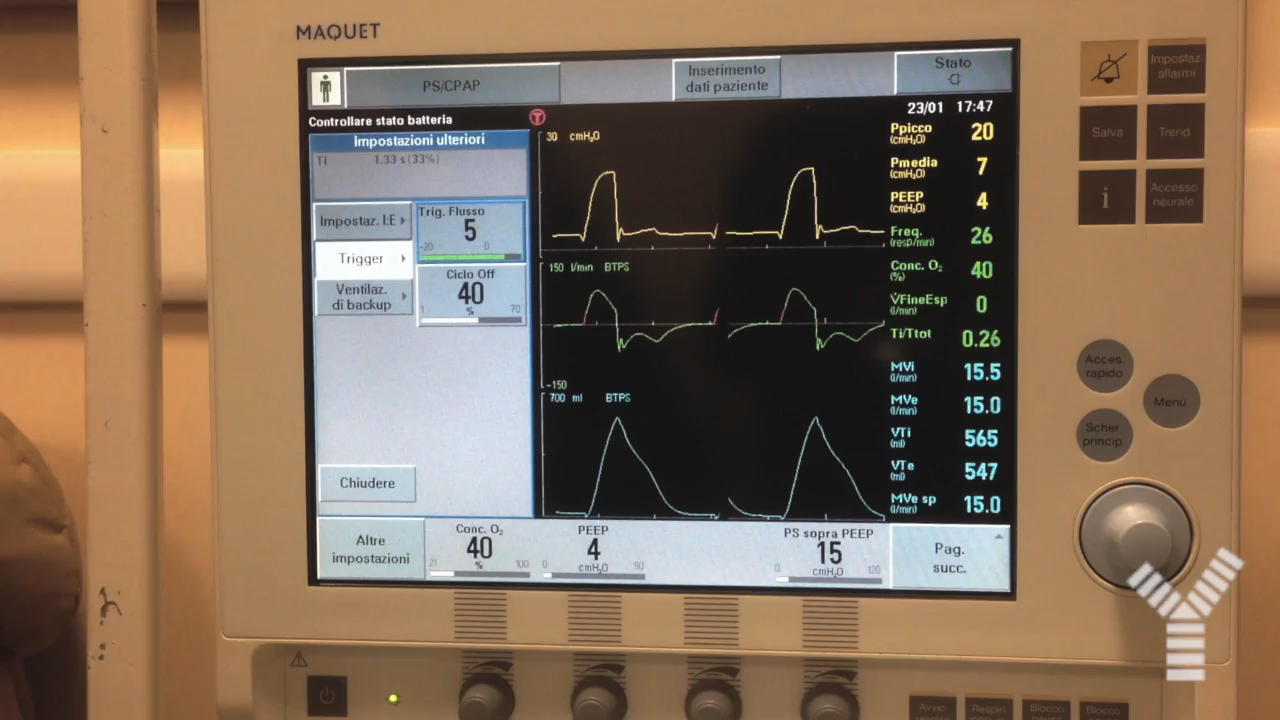 MAQUET
PS/CPAP
Inserimento
dati paziente
Stato
Controllare stato batteria
T
23/01 17:47
Impostazioni ulteriori
Ti 1.33 s (33%)
Impostaz. I:E
Trigger
Ventilaz.
di backup
Trig. Flusso
5
-20 0
Ciclo Off
40
%
1 70
Chiudere
30 cmH₂O
150 l/min BTPS
-150
700 ml BTPS
Ppicco
(cmH₂O)
20
Pmedia
(cmH₂O)
7
PEEP
(cmH₂O)
4
Freq.
(resp/min)
26
Conc. O₂
(%)
40
V̇FineEsp
(l/min)
0
Ti/Ttot
0.26
MVi
(l/min)
15.5
MVe
(l/min)
15.0
VTi
(ml)
565
VTe
(ml)
547
MVe sp
(l/min)
15.0
Altre
impostazioni
Conc. O₂
40
21 % 100
PEEP
4
0 cmH₂O 50
PS sopra PEEP
15
0 cmH₂O 120
Pag.
succ.
Impostaz
allarmi
Salva
Trend
i
Accesso
neurale
Acces.
rapido
Menù
Scher
princip.
Avvio
Respiri
Blocco
Blocco
Y